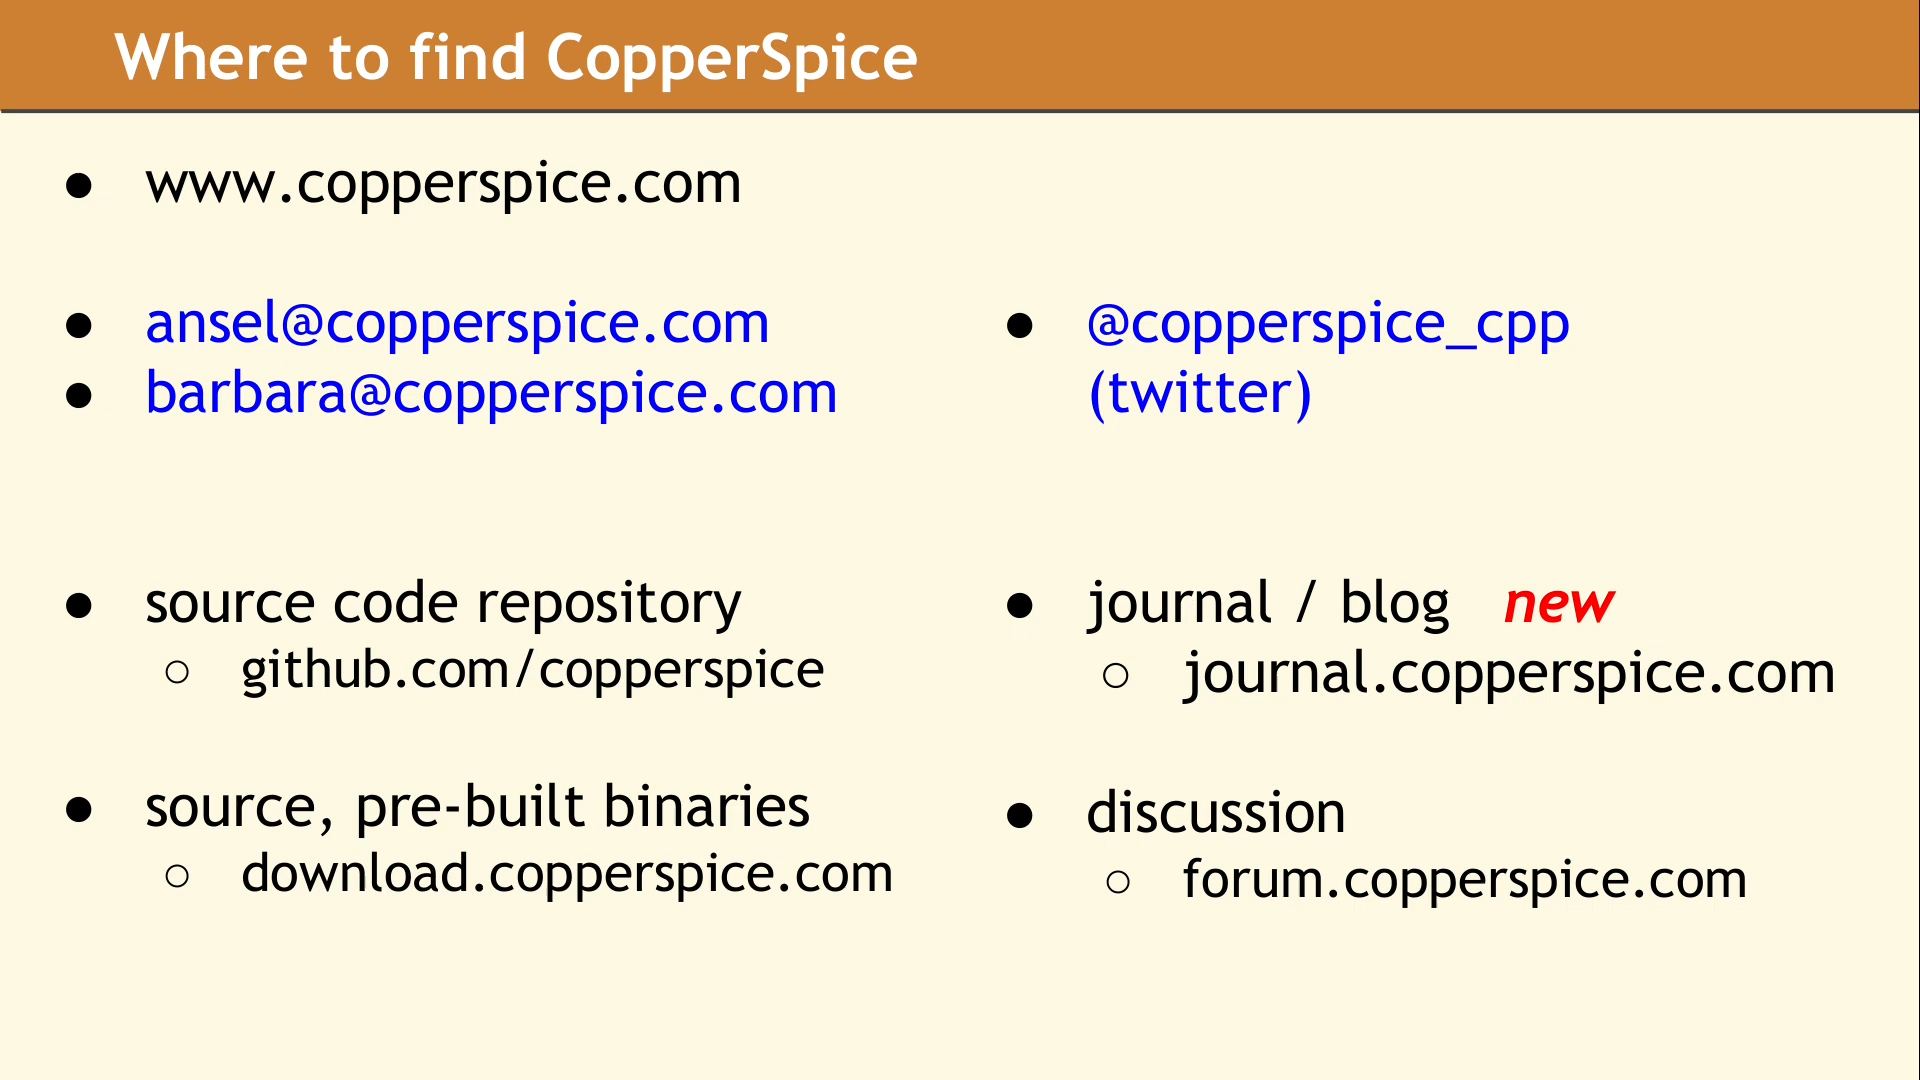 Where to find CopperSpice
● www.copperspice.com
● ansel@copperspice.com
● barbara@copperspice.com
● source code repository
○ github.com/copperspice
● source, pre-built binaries
○ download.copperspice.com
● @copperspice_cpp
(twitter)
● journal / blog new
○ journal.copperspice.com
● discussion
○ forum.copperspice.com